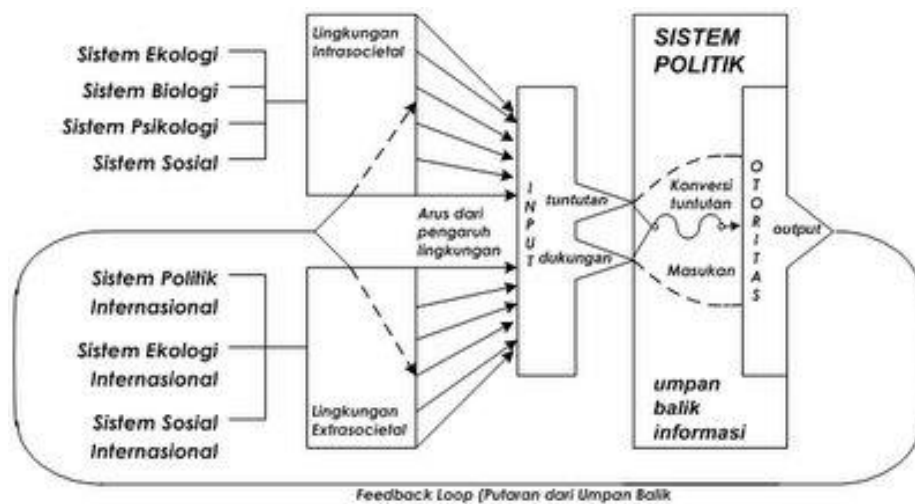 Sistem Ekologi
Sistem Biologi
Sistem Psikologi
Sistem Sosial
Lingkungan
Intrasocietal
Arus dari
pengaruh
lingkungan
Sistem Politik
Internasional
Sistem Ekologi
Internasional
Sistem Sosial
Internasional
Lingkungan
Extrasocietal
INPUT
tuntutan
dukungan
SISTEM
POLITIK
Konversi
tuntutan
Masukan
OTORITAS
output
umpan
balik
informasi
Feedback Loop (Putaran dari Umpan Balik